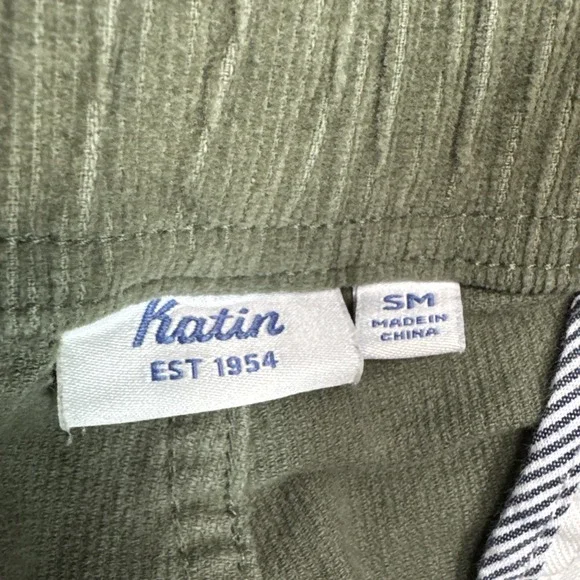 Katin
EST 1954
SM
MADE IN
CHINA